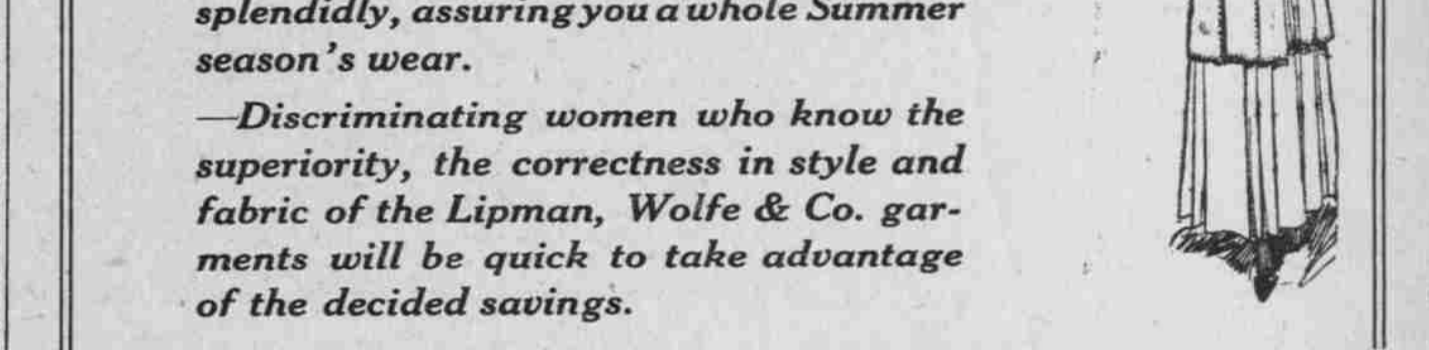 splendidly, assuring you a whole Summer
season's wear.
—Discriminating women who know the
superiority, the correctness in style and
fabric of the Lipman, Wolfe & Co. gar-
ments will be quick to take advantage
of the decided savings.